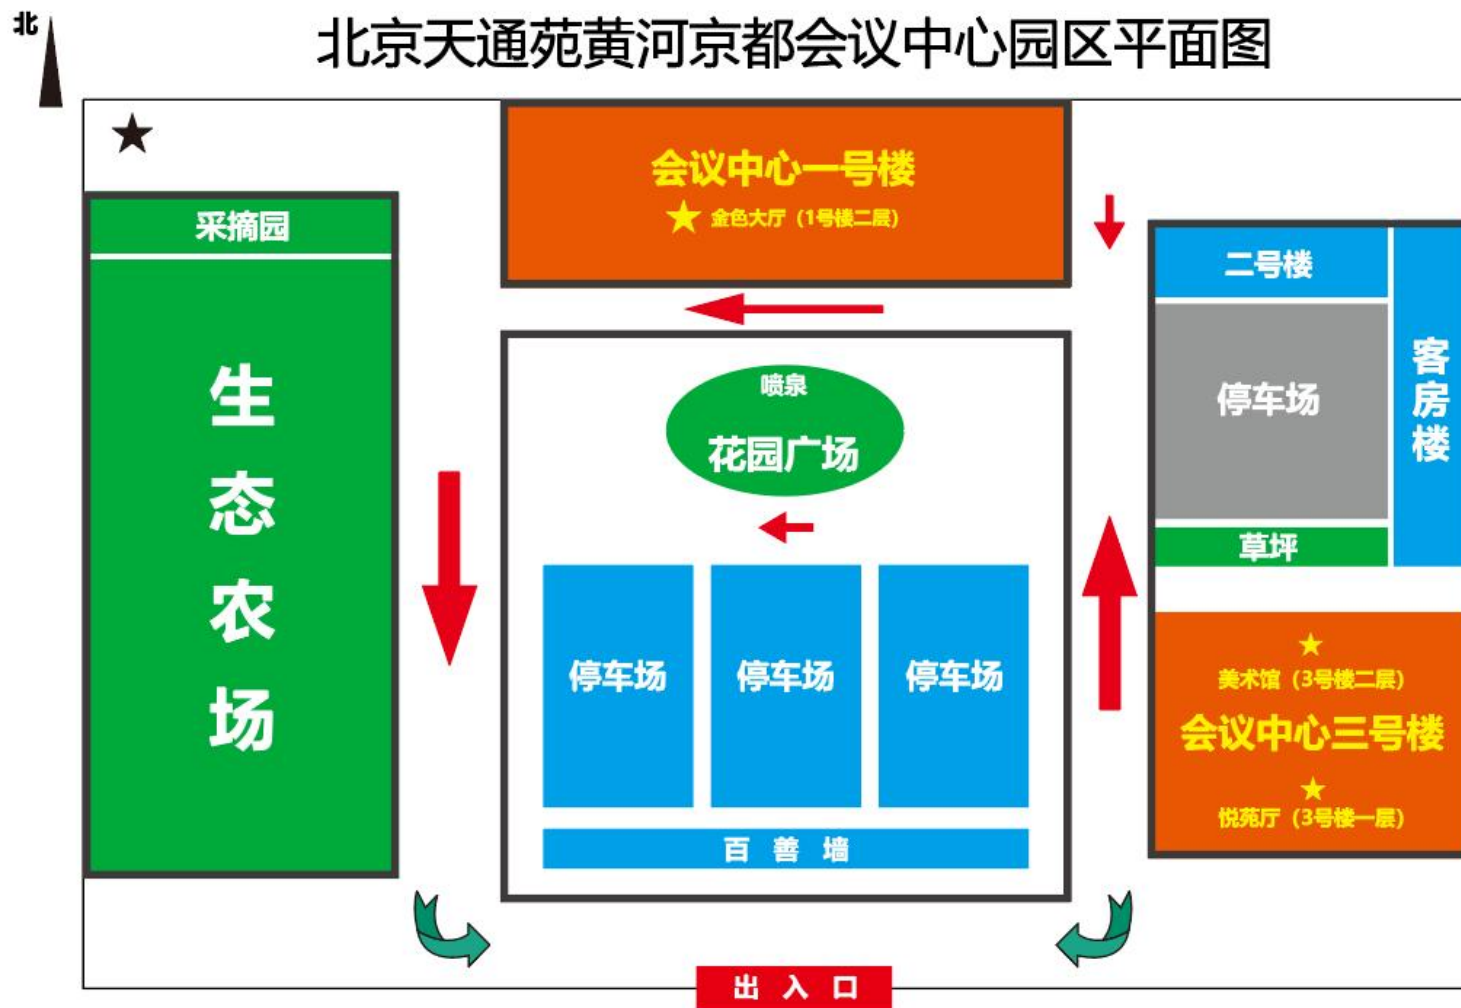 北
北京天通苑黄河京都会议中心园区平面图
会议中心一号楼
金色大厅（1号楼二层）
采摘园
生态农场
喷泉
花园广场
停车场
停车场
停车场
百善墙
二号楼
停车场
客房楼
草坪
美术馆（3号楼二层）
会议中心三号楼
悦苑厅（3号楼一层）
出入口